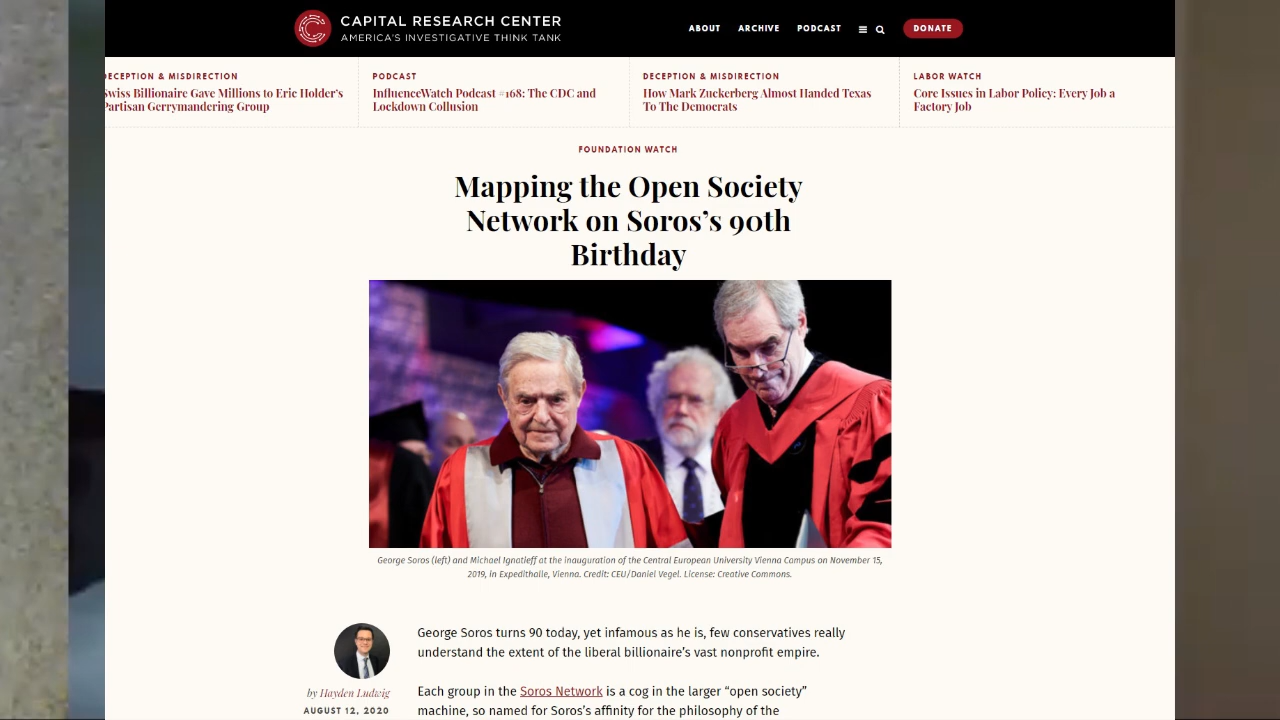 CAPITAL RESEARCH CENTER
AMERICA'S INVESTIGATIVE THINK TANK
ABOUT ARCHIVE PODCAST DONATE
DECEPTION & MISDIRECTION
Swiss Billionaire Gave Millions to Eric Holder's
Partisan Gerrymandering Group
PODCAST
InfluenceWatch Podcast #168: The CDC and
Lockdown Collusion
DECEPTION & MISDIRECTION
How Mark Zuckerberg Almost Handed Texas
To The Democrats
LABOR WATCH
Core Issues in Labor Policy: Every Job a
Factory Job
FOUNDATION WATCH
Mapping the Open Society
Network on Soros's 90th
Birthday
George Soros (left) and Michael Ignatieff at the inauguration of the Central European University Vienna Campus on November 15,
2019, in Expedithalle, Vienna. Credit: CEU/Daniel Vegel. License: Creative Commons.
by Hayden Ludwig
AUGUST 12, 2020
George Soros turns 90 today, yet infamous as he is, few conservatives really
understand the extent of the liberal billionaire's vast nonprofit empire.
Each group in the Soros Network is a cog in the larger "open society"
machine, so named for Soros's affinity for the philosophy of the